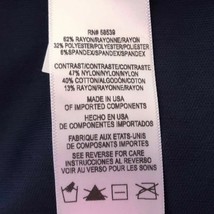 RN# 58639
62% RAYON/RAYONNE/RAYON
32% POLYESTER/POLYESTER/POLIESTER
6%SPANDEX/SPANDEX/SPANDEX
CONTRAST/CONTRASTE/CONTRASTE
47% NYLON/NYLON/NYLON
40% COTTON/ALGODON/COTON
13% RAYON/RAYONNE/RAYON
MADE IN USA
OF IMPORTED COMPONENTS
HECHO EN USA
DE COMPONENTES IMPORTADOS
FABRIQUE AUX ETATS-UNIS
DE COMPOSANTS IMPORTES
SEE REVERSE FOR CARE
INSTRUCCIONES AL REVERSO
VOIR AU VERSO POUR LES SOINS